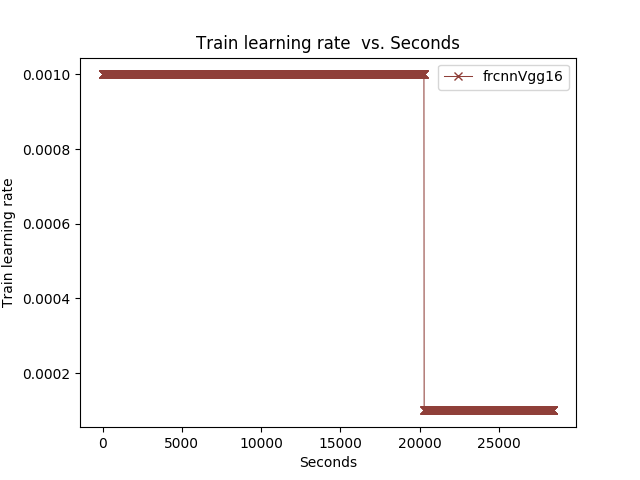 Train learning rate  vs. Seconds
frcnnVgg16
0.0010
0.0008
0.0006
0.0004
0.0002
Train learning rate
0 5000 10000 15000 20000 25000
Seconds